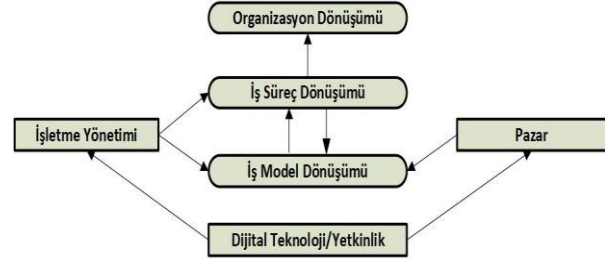 Organizasyon Dönüşümü
İş Süreç Dönüşümü
İşletme Yönetimi
Pazar
İş Model Dönüşümü
Dijital Teknoloji/Yetkinlik